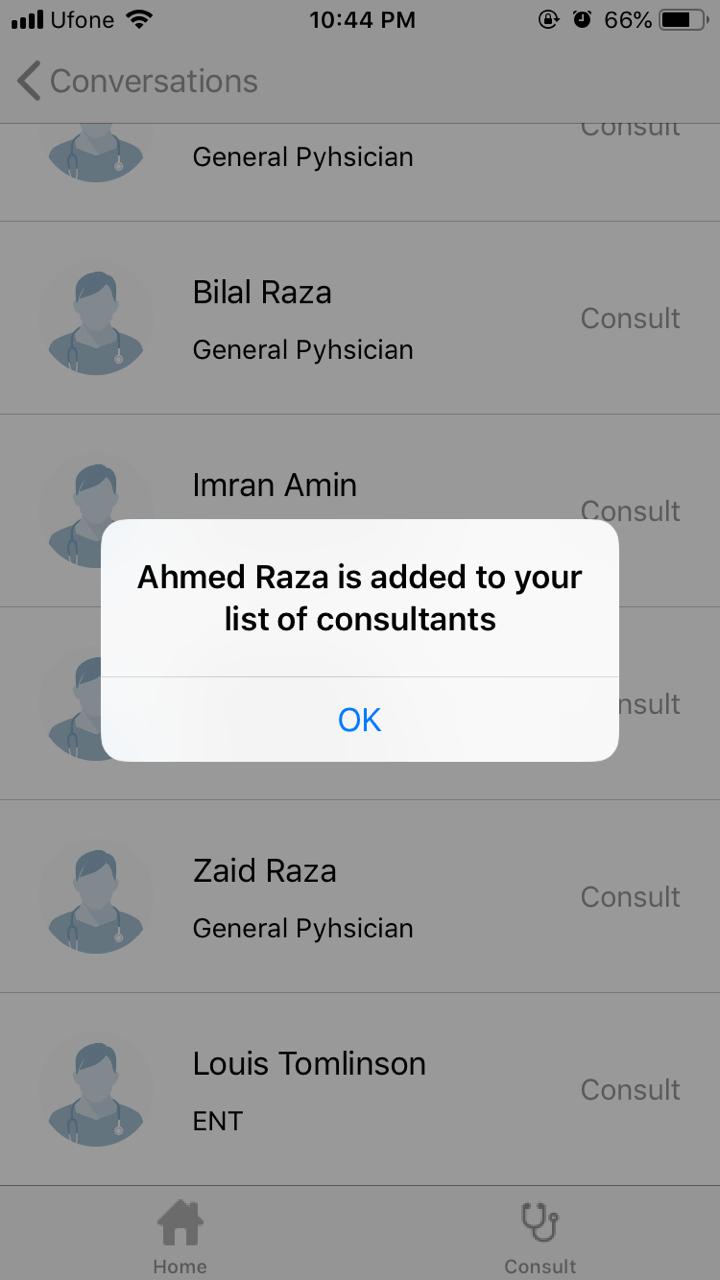 Ufone 10:44 PM 66%
Conversations
Consult
General Pyhsician
Bilal Raza
Consult
General Pyhsician
Imran Amin
Consult
Ahmed Raza is added to your
list of consultants
OK
Zaid Raza
Consult
General Pyhsician
Louis Tomlinson
Consult
ENT
Home Consult